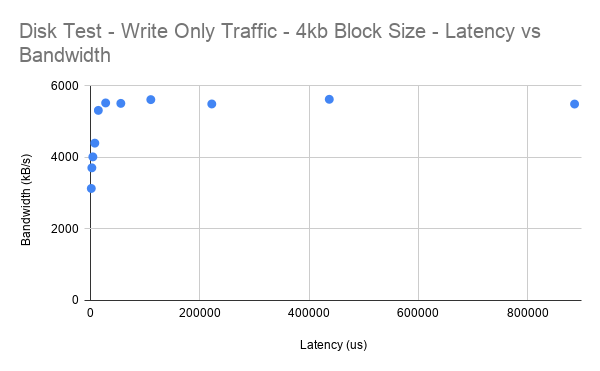 Disk Test - Write Only Traffic - 4kb Block Size - Latency vs
Bandwidth
6000
4000
2000
0
Bandwidth (kB/s)
0 200000 400000 600000 800000
Latency (us)